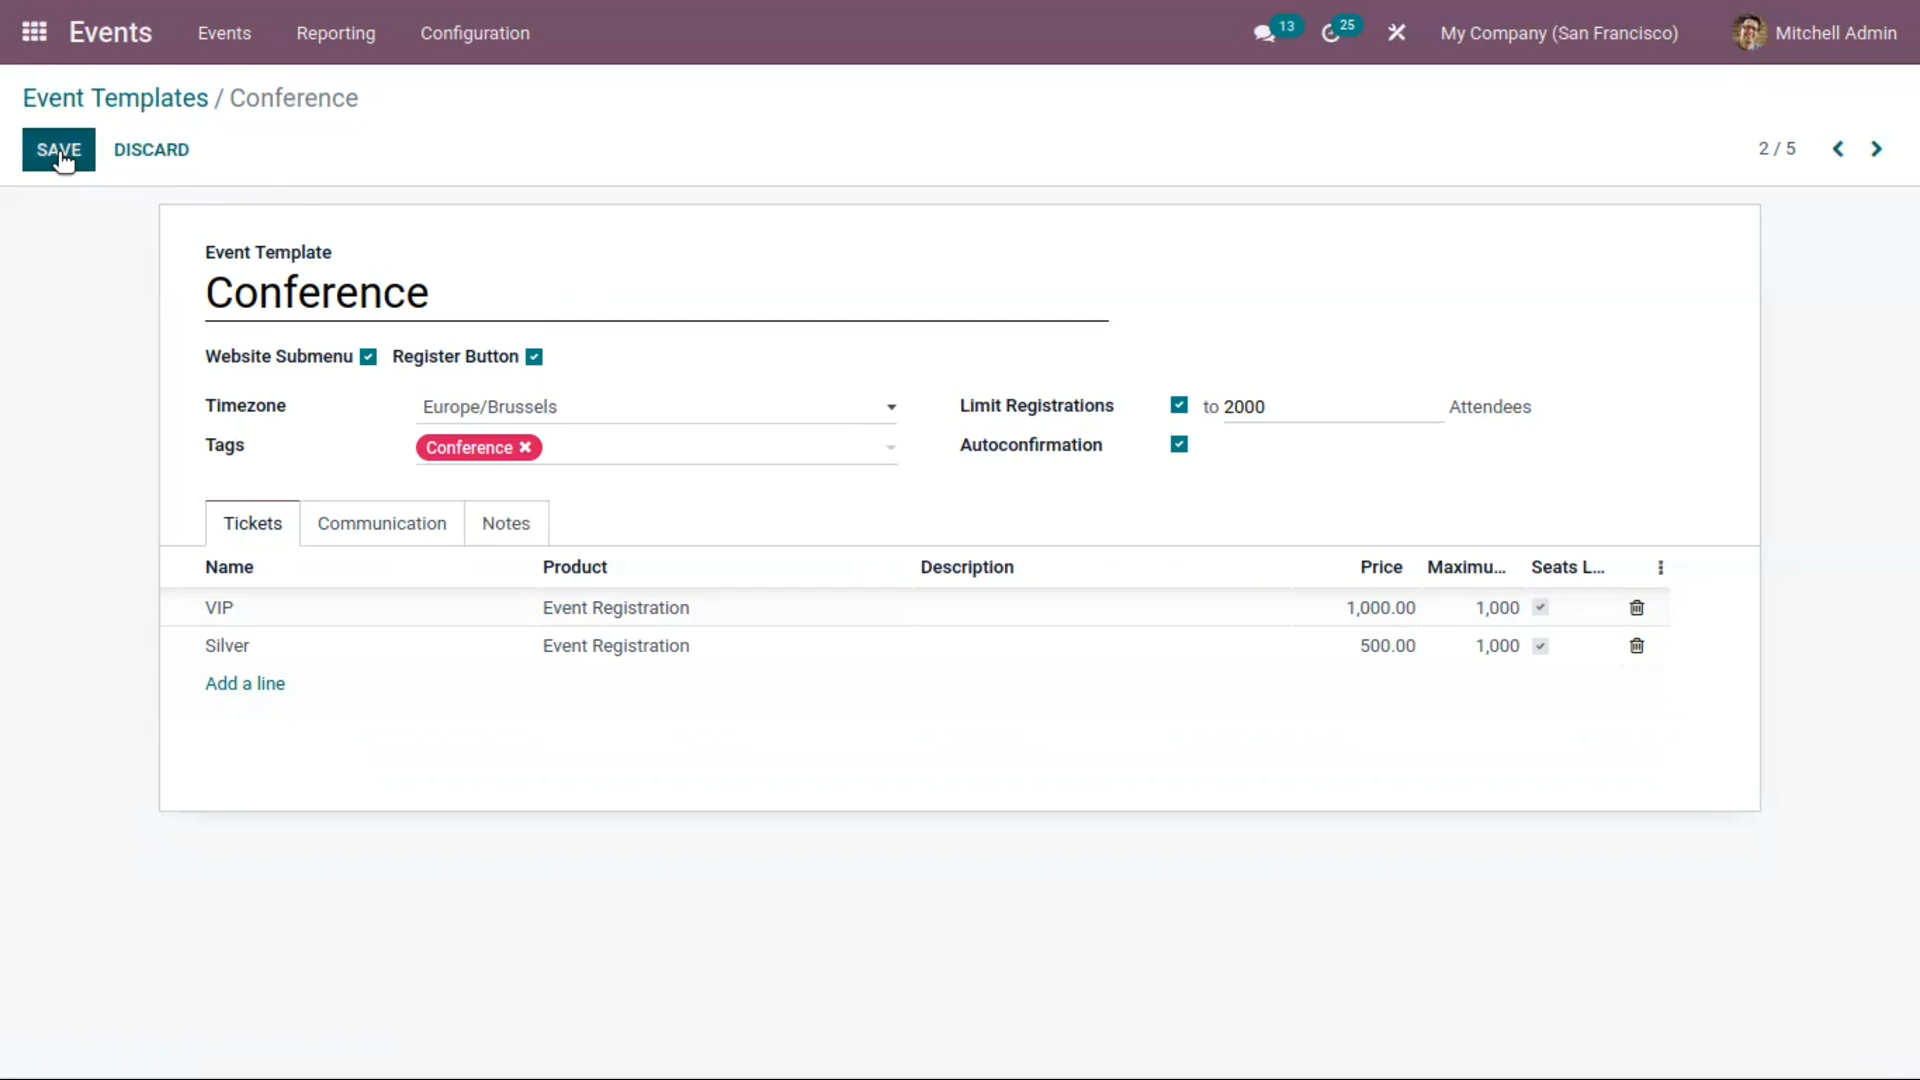 Events Events Reporting Configuration 13 25 My Company (San Francisco) Mitchell Admin
Event Templates / Conference
SAVE DISCARD 2 / 5
Event Template
Conference
Website Submenu Register Button
Timezone Europe/Brussels Limit Registrations to 2000 Attendees
Tags Conference Autoconfirmation
Tickets Communication Notes
Name Product Description Price Maximu... Seats L...
VIP Event Registration 1,000.00 1,000
Silver Event Registration 500.00 1,000
Add a line